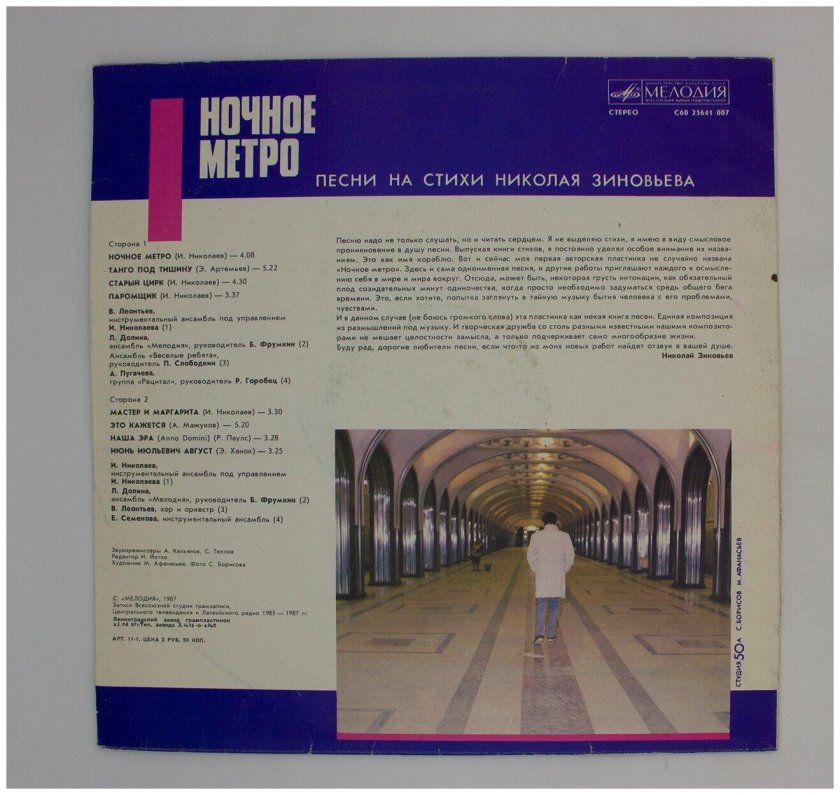 НОЧНОЕ
МЕТРО
МИНИСТЕРСТВО КУЛЬТУРЫ СССР
МЕЛОДИЯ
ВСЕСОЮЗНАЯ ФИРМА ГРАМПЛАСТИНОК
СТЕРЕО С60 25641 007
ПЕСНИ НА СТИХИ НИКОЛАЯ ЗИНОВЬЕВА
Сторона 1
НОЧНОЕ МЕТРО (И. Николаев) — 4.08
ТАНГО ПОД ТИШИНУ (Э. Артемьев) — 5.22
СТАРЫЙ ЦИРК (И. Николаев) — 4.30
ПАРОМЩИК (И. Николаев) — 3.37
В. Леонтьев,
инструментальный ансамбль под управлением
И. Николаева (1)
Л. Долина,
ансамбль «Мелодия», руководитель Б. Фрумкин (2)
Ансамбль «Веселые ребята»,
руководитель П. Слободкин (3)
А. Пугачева,
группа «Рецитал», руководитель Р. Горобец (4)
Сторона 2
МАСТЕР И МАРГАРИТА (И. Николаев) — 3.30
ЭТО КАЖЕТСЯ (А. Мажуков) — 5.20
НАША ЭРА (Anno Domini) (Р. Паулс) — 3.28
ИЮНЬ ИЮЛЬЕВИЧ АВГУСТ (Э. Ханок) — 3.25
И. Николаев,
инструментальный ансамбль под управлением
И. Николаева (1)
Л. Долина,
ансамбль «Мелодия», руководитель Б. Фрумкин (2)
В. Леонтьев, хор и оркестр (3)
Е. Семенова, инструментальный ансамбль (4)
Звукорежиссеры А. Кальянов, С. Теплов
Редактор И. Йотко
Художник М. Афанасьев. Фото С. Борисова
© «МЕЛОДИЯ», 1987
Записи Всесоюзной студии грамзаписи,
Центрального телевидения и Латвийского радио 1985 — 1987 гг.
Ленинградский завод грампластинок
Тип. завода
АРТ. 11-1. ЦЕНА 2 РУБ. 50 КОП.
Песню надо не только слушать, но и читать сердцем. Я не выделяю стихи, я имею в виду смысловое
проникновение в душу песни. Выпуская книги стихов, я постоянно уделял особое внимание их назва-
ниям. Это как имя кораблю. Вот и сейчас моя первая авторская пластинка не случайно названа
«Ночное метро». Здесь и сама одноименная песня, и другие работы приглашают каждого к осмысле-
нию себя в мире и мира вокруг. Отсюда, может быть, некоторая грусть интонации, как обязательный
плод созидательных минут одиночества, когда просто необходимо задуматься средь общего бега
времени. Это, если хотите, попытка заглянуть в тайную музыку бытия человека с его проблемами,
чувствами.
И в данном случае (не боюсь громкого слова) эта пластинка как некая книга песен. Единая композиция
из размышлений под музыку. И творческая дружба со столь разными известными нашими композито-
рами не мешает целостности замысла, а только подчеркивает само многообразие жизни.
Буду рад, дорогие любители песни, если что-то из моих новых работ найдет отзвук в вашей душе.
Николай Зиновьев
СТУДИЯ 50А С.БОРИСОВ М.АФАНАСЬЕВ